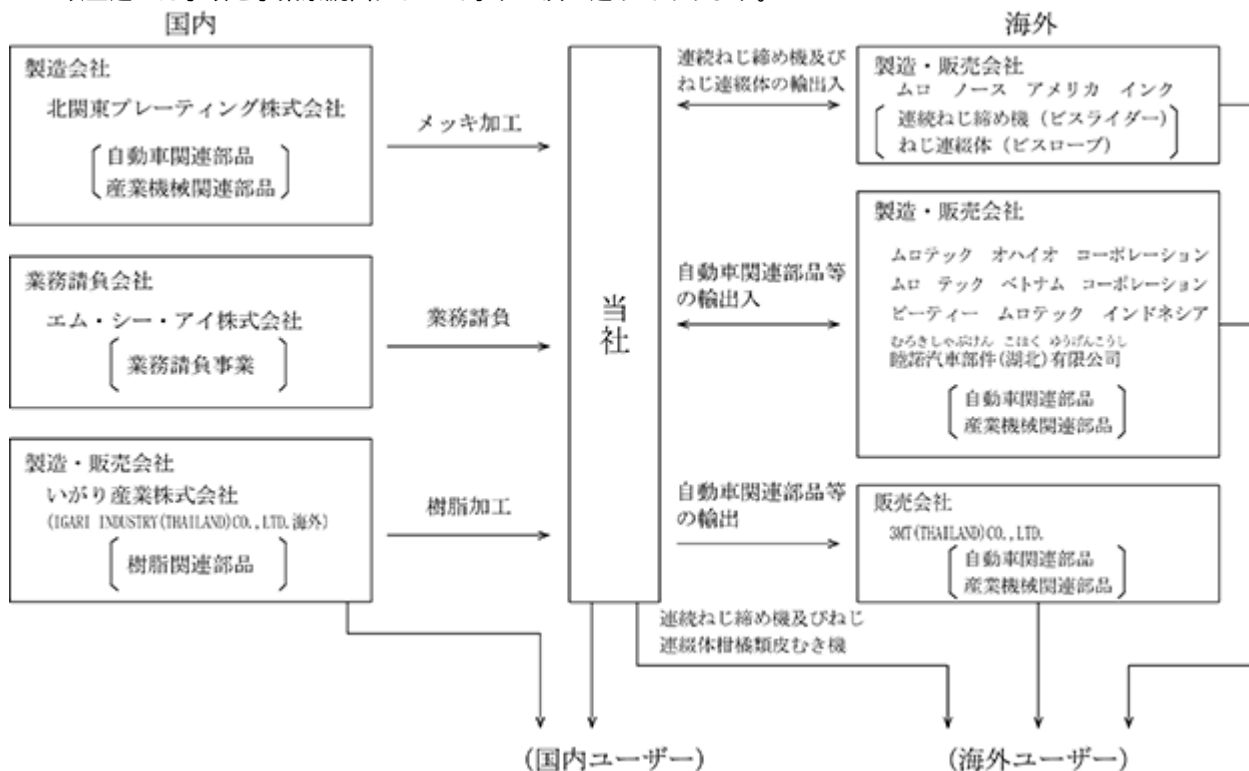 国内
製造会社
北関東プレーティング株式会社
自動車関連部品
産業機械関連部品
メッキ加工
業務請負会社
エム・シー・アイ株式会社
業務請負事業
業務請負
製造・販売会社
いがり産業株式会社
(IGARI INDUSTRY(THAILAND)CO.,LTD.海外)
樹脂関連部品
樹脂加工
当社
連続ねじ締め機及び
ねじ連綴体の輸出入
自動車関連部品等
の輸出入
自動車関連部品等
の輸出
連続ねじ締め機及びねじ
連綴体柑橘類皮むき機
海外
製造・販売会社
ムロ ノース アメリカ インク
連続ねじ締め機(ビスライダー)
ねじ連綴体(ビスロープ)
製造・販売会社
ムロテック オハイオ コーポレーション
ムロ テック ベトナム コーポレーション
ピーティー ムロテック インドネシア
むろきしゃぶけん こほく ゆうげんこうし
睦諾汽車部件(湖北)有限公司
自動車関連部品
産業機械関連部品
販売会社
3MT(THAILAND)CO.,LTD.
自動車関連部品
産業機械関連部品
(国内ユーザー)
(海外ユーザー)